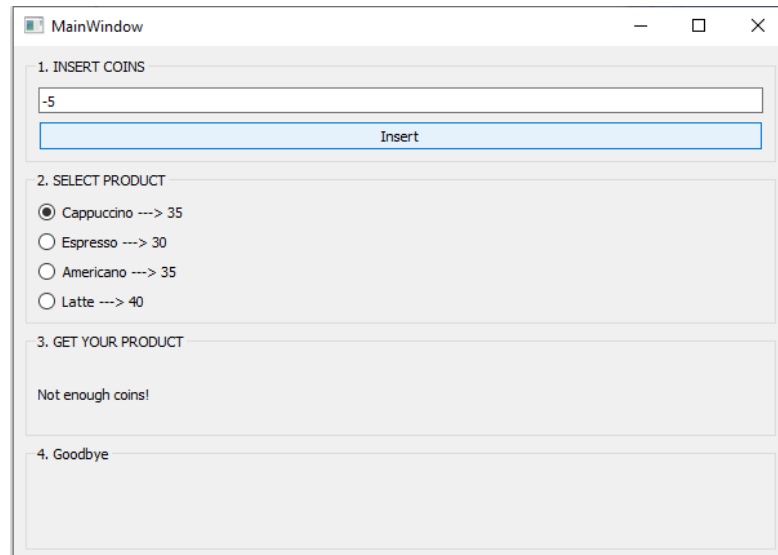 MainWindow
1. INSERT COINS
-5
Insert
2. SELECT PRODUCT
Cappuccino ---> 35
Espresso ---> 30
Americano ---> 35
Latte ---> 40
3. GET YOUR PRODUCT
Not enough coins!
4. Goodbye